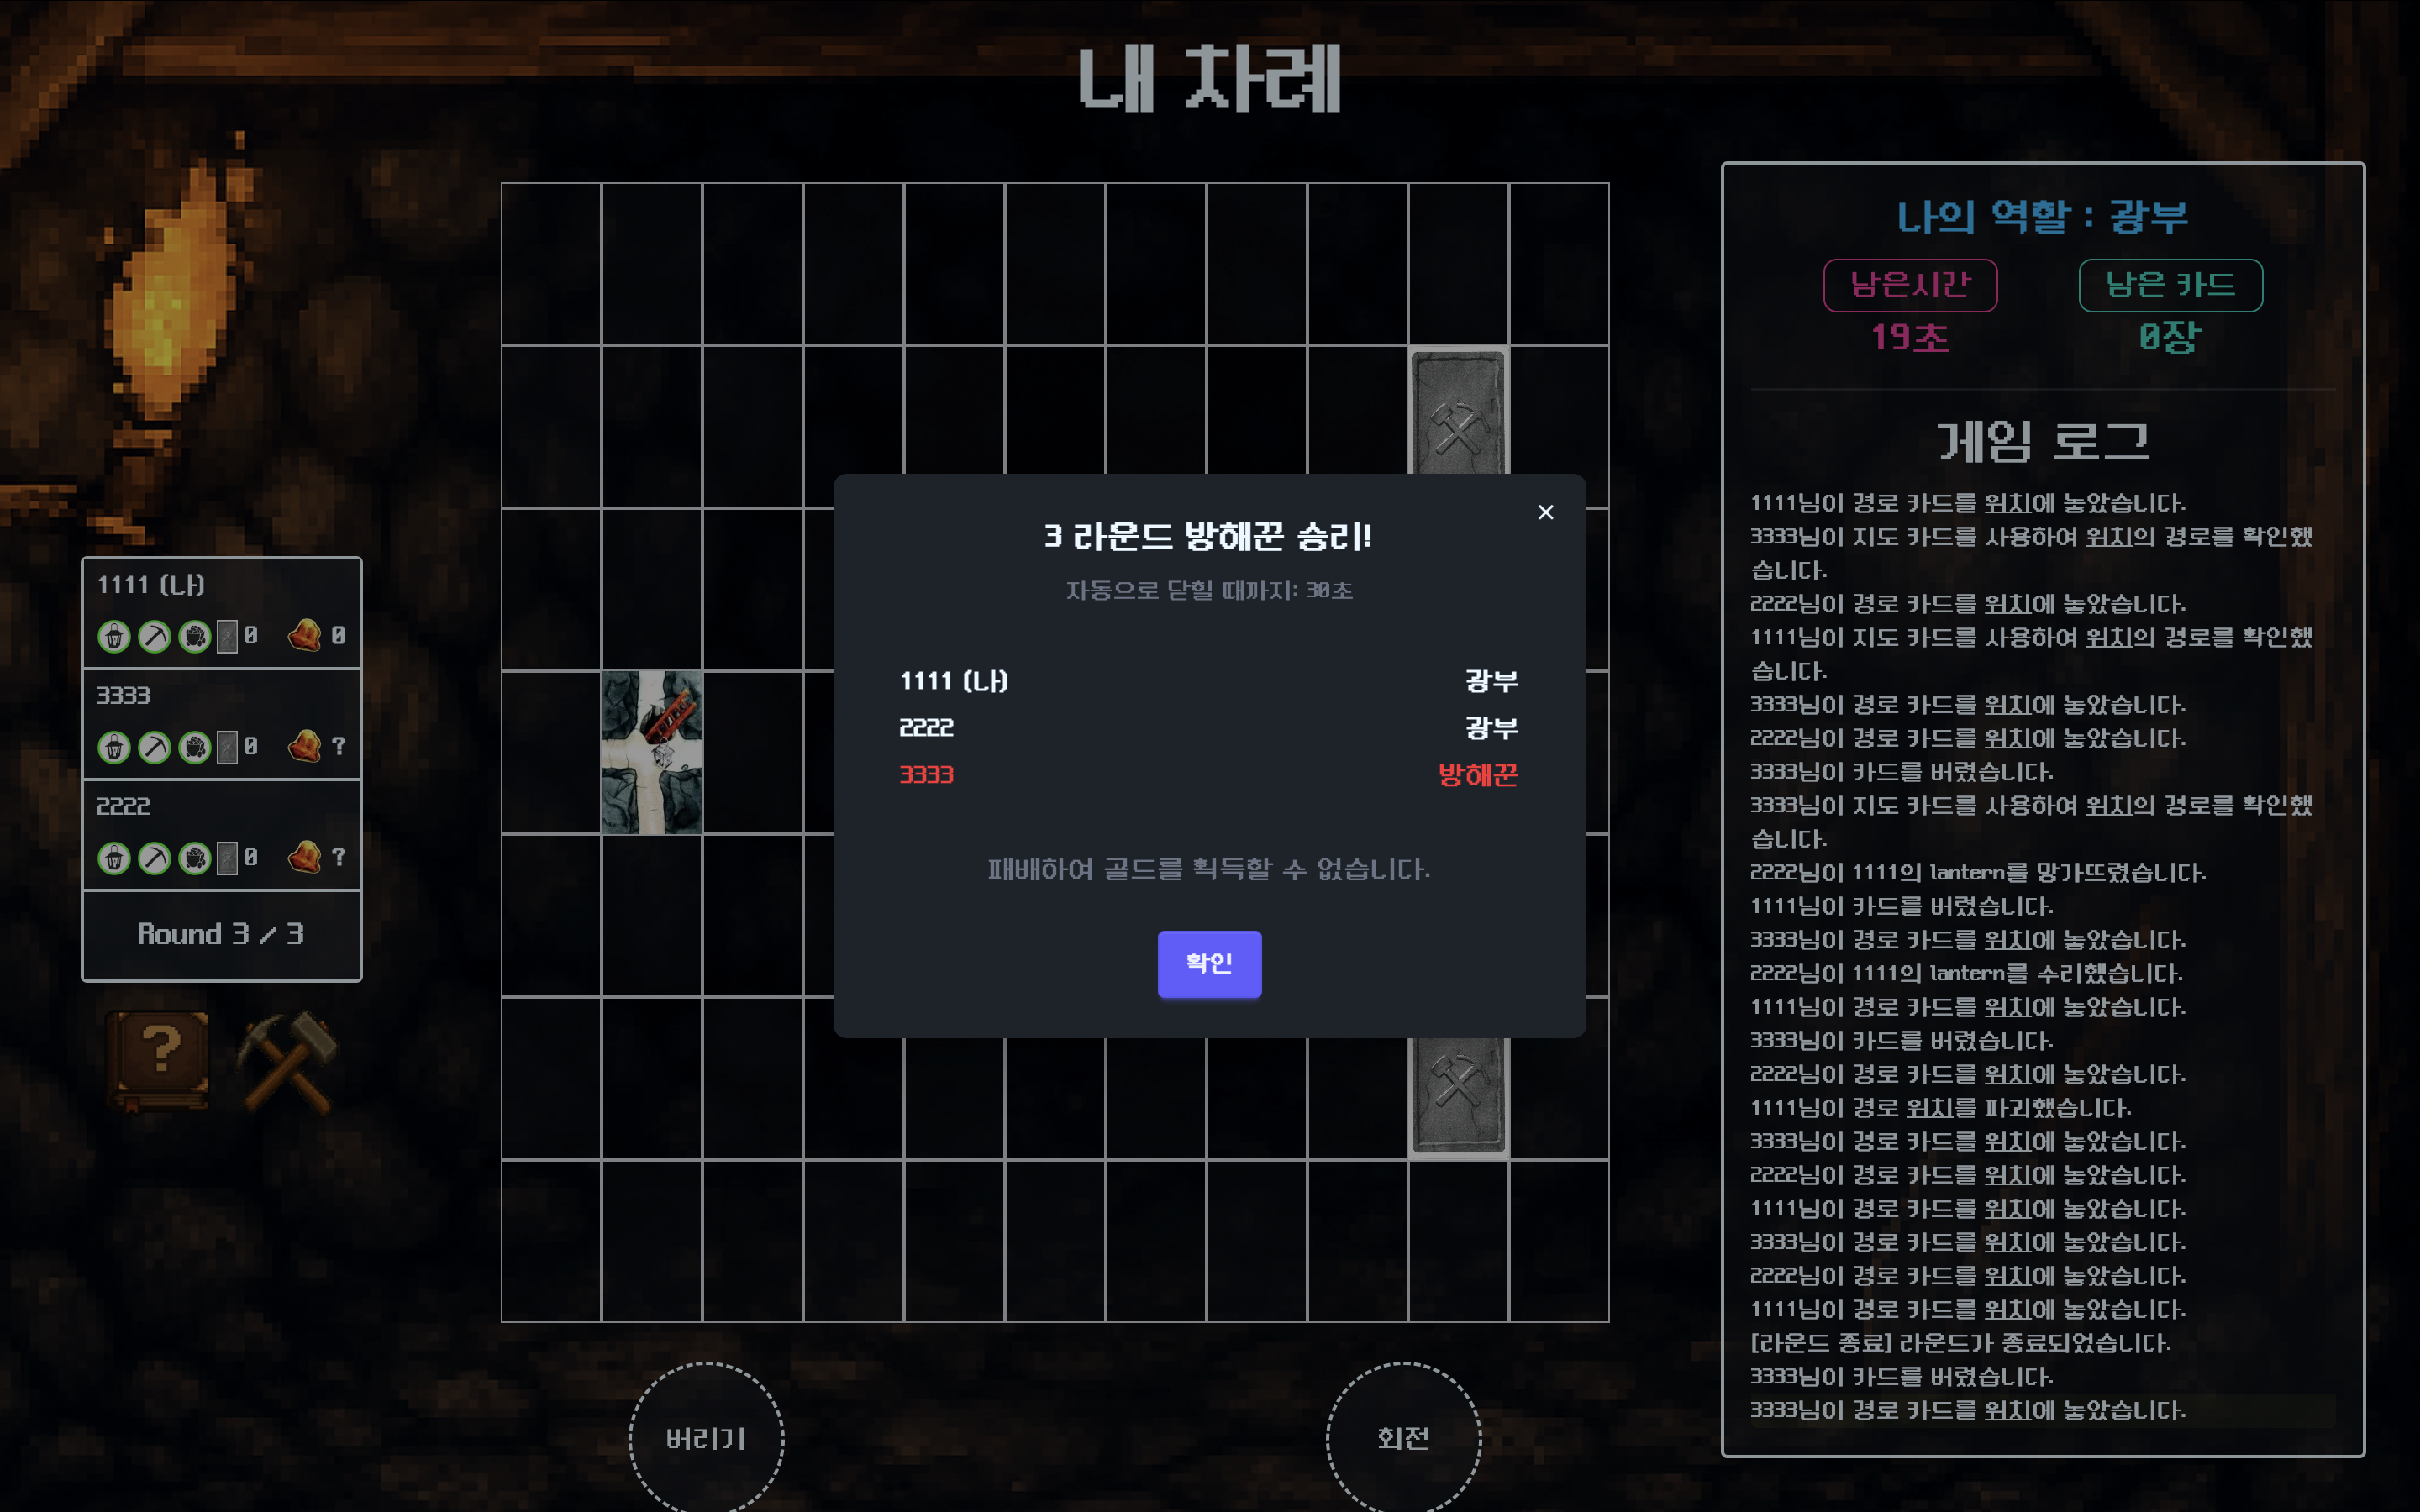 내 차례
1111 (나)
0 0
3333
0 ?
2222
0 ?
Round 3 / 3
?
3 라운드 방해꾼 승리!
자동으로 닫힐 때까지: 30초
1111 (나) 광부
2222 광부
3333 방해꾼
패배하여 골드를 획득할 수 없습니다.
확인
버리기
회전
나의 역할 : 광부
남은시간 남은 카드
19초 0장
게임 로그
1111님이 경로 카드를 위치에 놓았습니다.
3333님이 지도 카드를 사용하여 위치의 경로를 확인했
습니다.
2222님이 경로 카드를 위치에 놓았습니다.
1111님이 지도 카드를 사용하여 위치의 경로를 확인했
습니다.
3333님이 경로 카드를 위치에 놓았습니다.
2222님이 경로 카드를 위치에 놓았습니다.
3333님이 카드를 버렸습니다.
3333님이 지도 카드를 사용하여 위치의 경로를 확인했
습니다.
2222님이 1111의 lantern를 망가뜨렸습니다.
1111님이 카드를 버렸습니다.
3333님이 경로 카드를 위치에 놓았습니다.
2222님이 1111의 lantern를 수리했습니다.
1111님이 경로 카드를 위치에 놓았습니다.
3333님이 카드를 버렸습니다.
2222님이 경로 카드를 위치에 놓았습니다.
1111님이 경로 위치를 파괴했습니다.
3333님이 경로 카드를 위치에 놓았습니다.
2222님이 경로 카드를 위치에 놓았습니다.
1111님이 경로 카드를 위치에 놓았습니다.
3333님이 경로 카드를 위치에 놓았습니다.
2222님이 경로 카드를 위치에 놓았습니다.
1111님이 경로 카드를 위치에 놓았습니다.
[라운드 종료] 라운드가 종료되었습니다.
3333님이 카드를 버렸습니다.
3333님이 경로 카드를 위치에 놓았습니다.